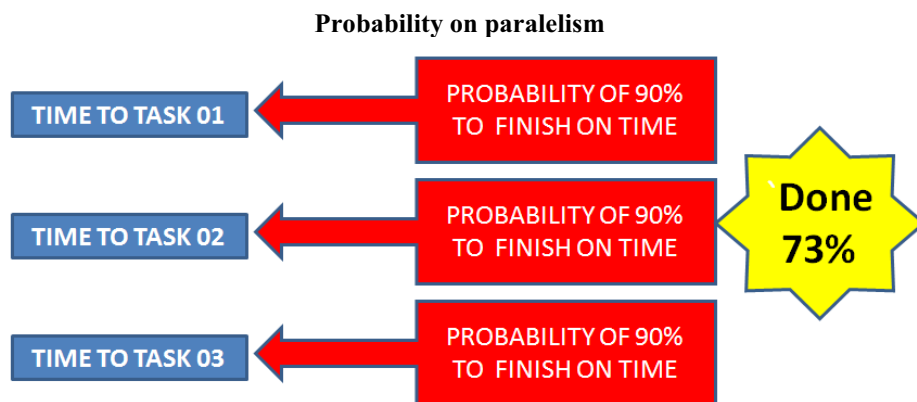 Probability on paralelism
TIME TO TASK 01
PROBABILITY OF 90%
TO FINISH ON TIME
TIME TO TASK 02
PROBABILITY OF 90%
TO FINISH ON TIME
`Done
73%
TIME TO TASK 03
PROBABILITY OF 90%
TO FINISH ON TIME